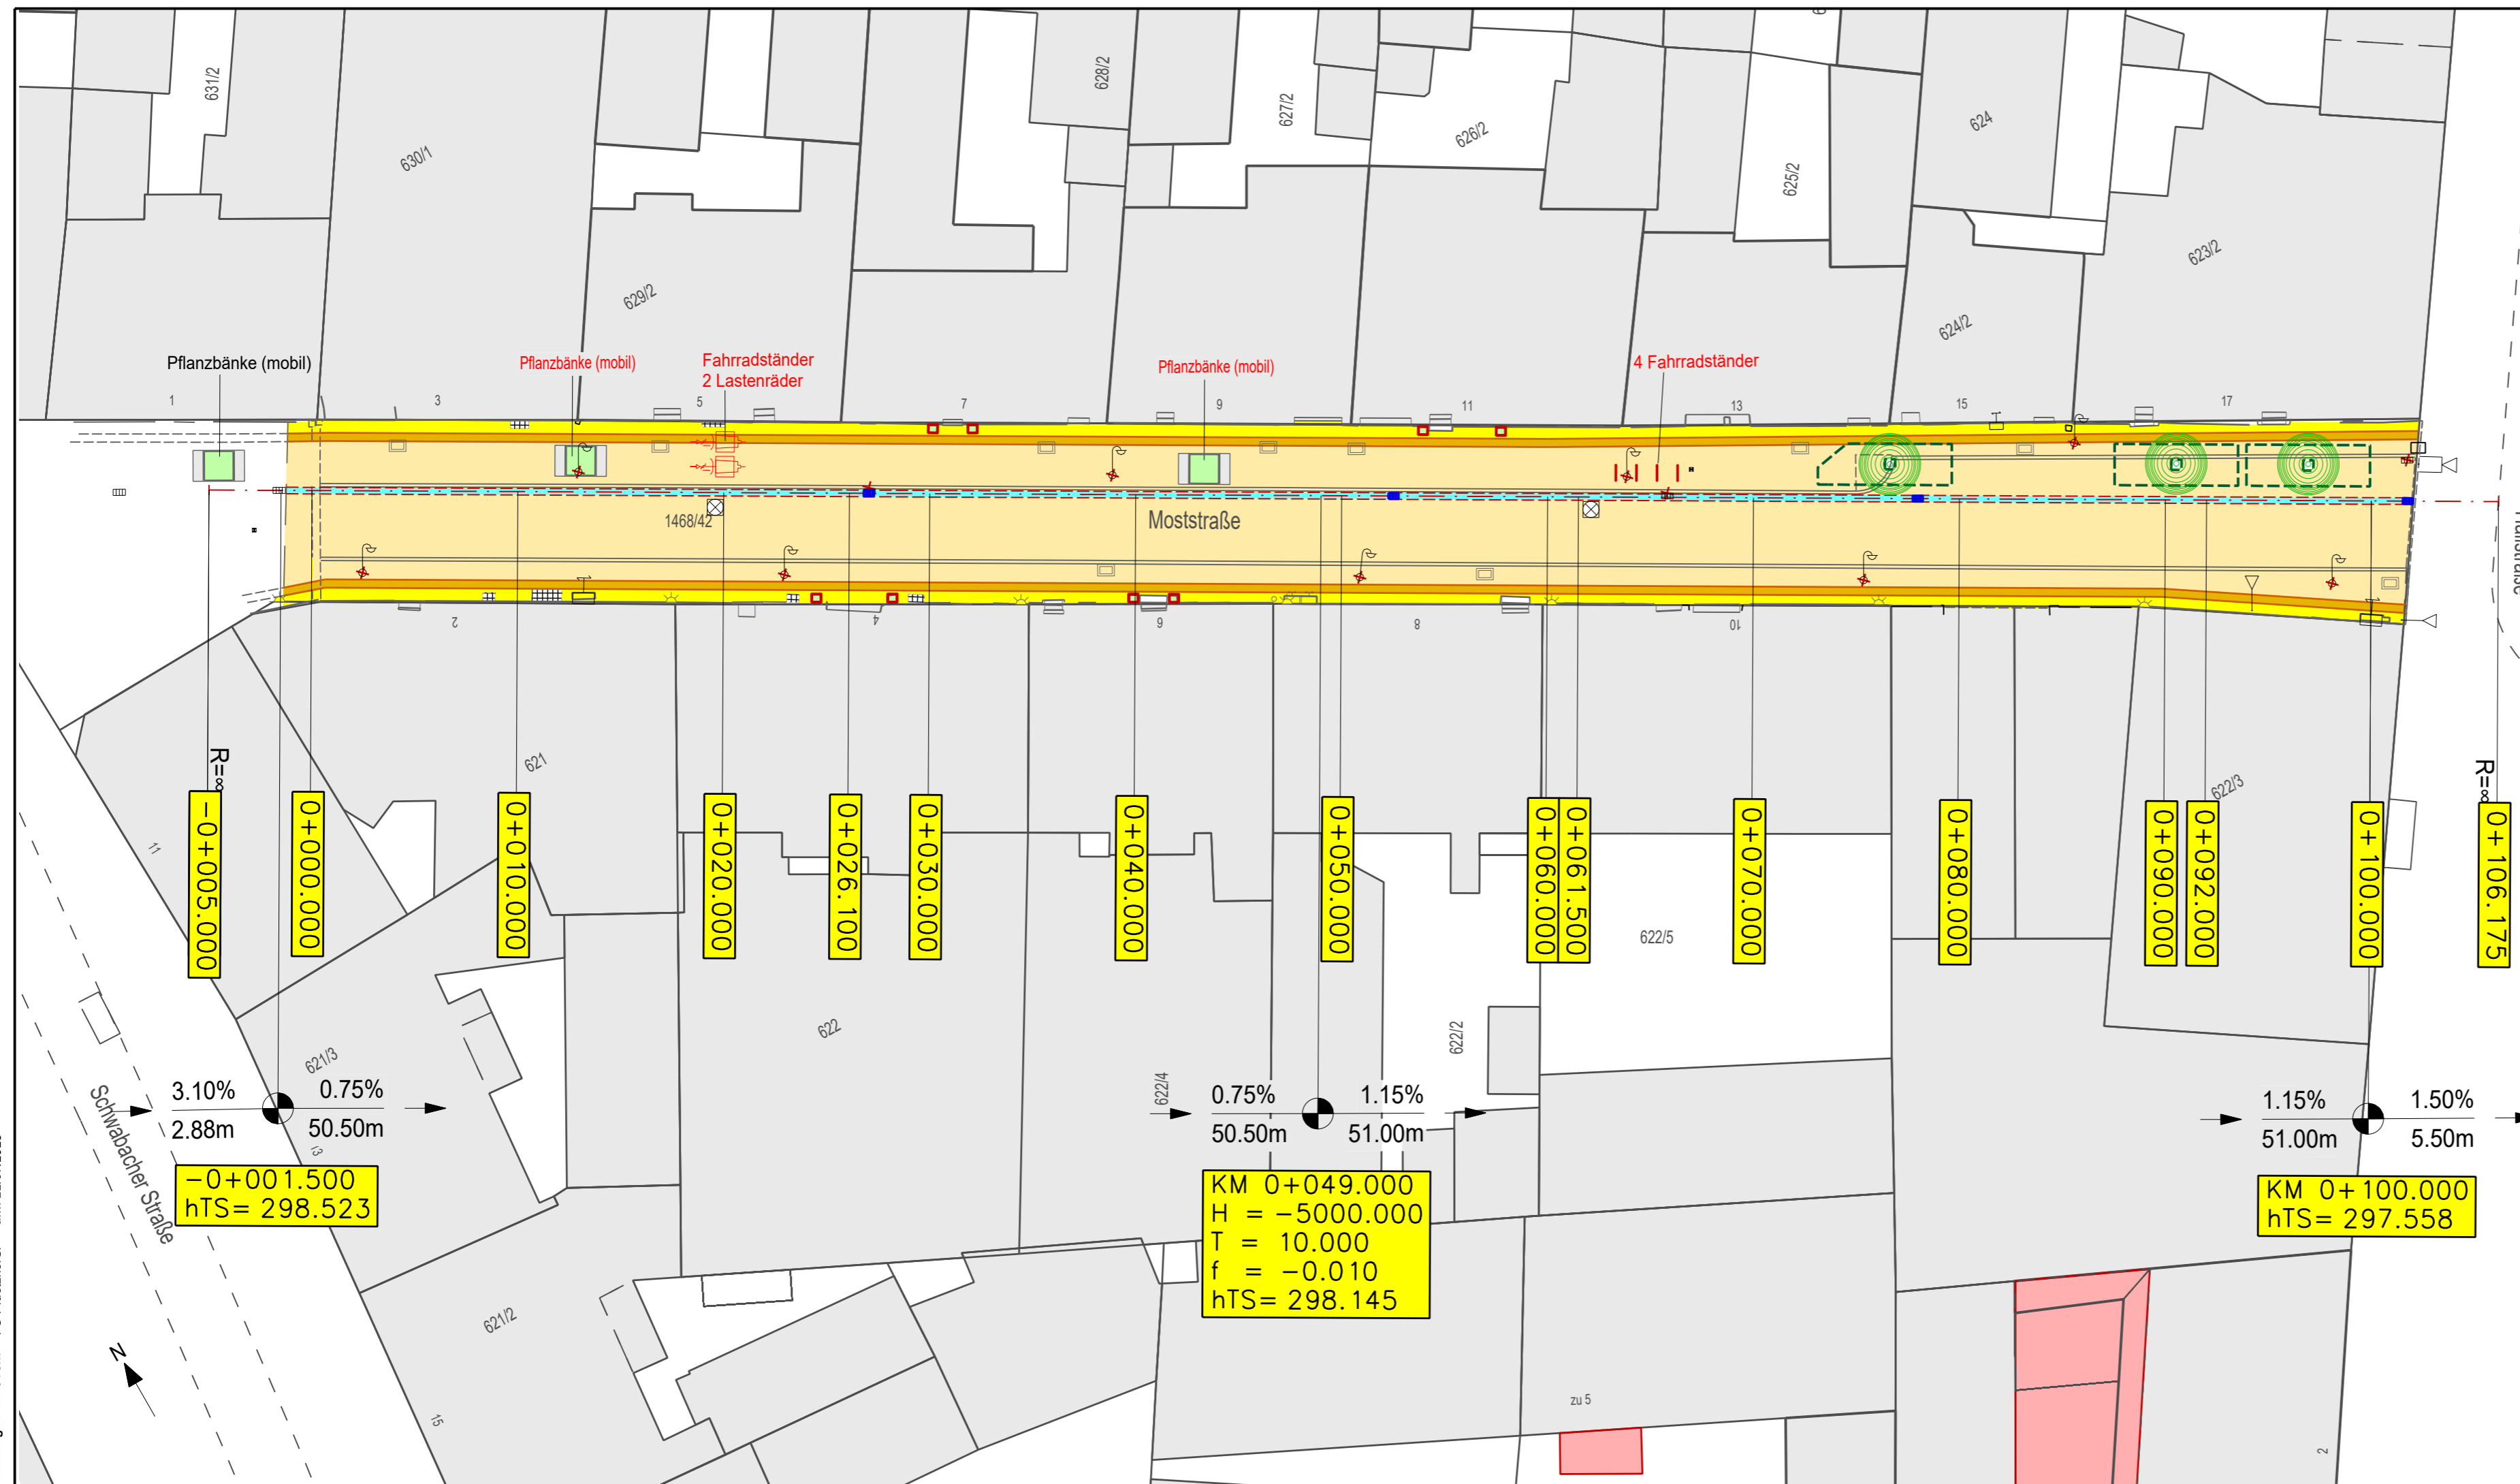 631/2
630/1
628/2
627/2
626/2
625/2
624
623/2
629/2
624/2
Pflanzbänke (mobil)
Pflanzbänke (mobil)
Fahrradständer
2 Lastenräder
Pflanzbänke (mobil)
4 Fahrradständer
1
3
5
7
9
11
13
15
17
1468/42
Moststraße
2
4
6
8
10
R=∞
R=∞
621
622/3
11
-0+005.000
0+000.000
0+010.000
0+020.000
0+026.100
0+030.000
0+040.000
0+050.000
0+060.000
0+061.500
0+070.000
0+080.000
0+090.000
0+092.000
0+100.000
0+106.175
622/5
622
622/2
621/3
622/4
Schwabacher Straße
13
3.10%
0.75%
2.88m
50.50m
-0+001.500
hTS= 298.523
0.75%
1.15%
50.50m
51.00m
KM 0+049.000
H = -5000.000
T = 10.000
f = -0.010
hTS= 298.145
1.15%
1.50%
51.00m
5.50m
KM 0+100.000
hTS= 297.558
621/2
N
15
zu 5
2